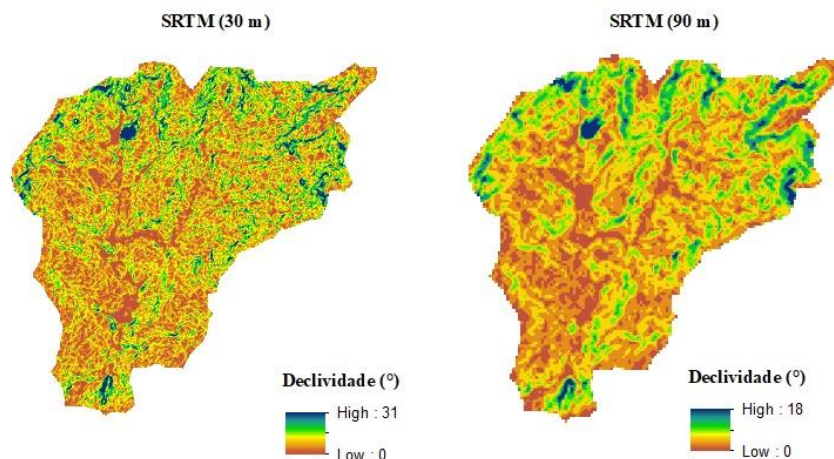 SRTM (30 m)
SRTM (90 m)
Declividade (°)
High : 31
Low : 0
Declividade (°)
High : 18
Low : 0